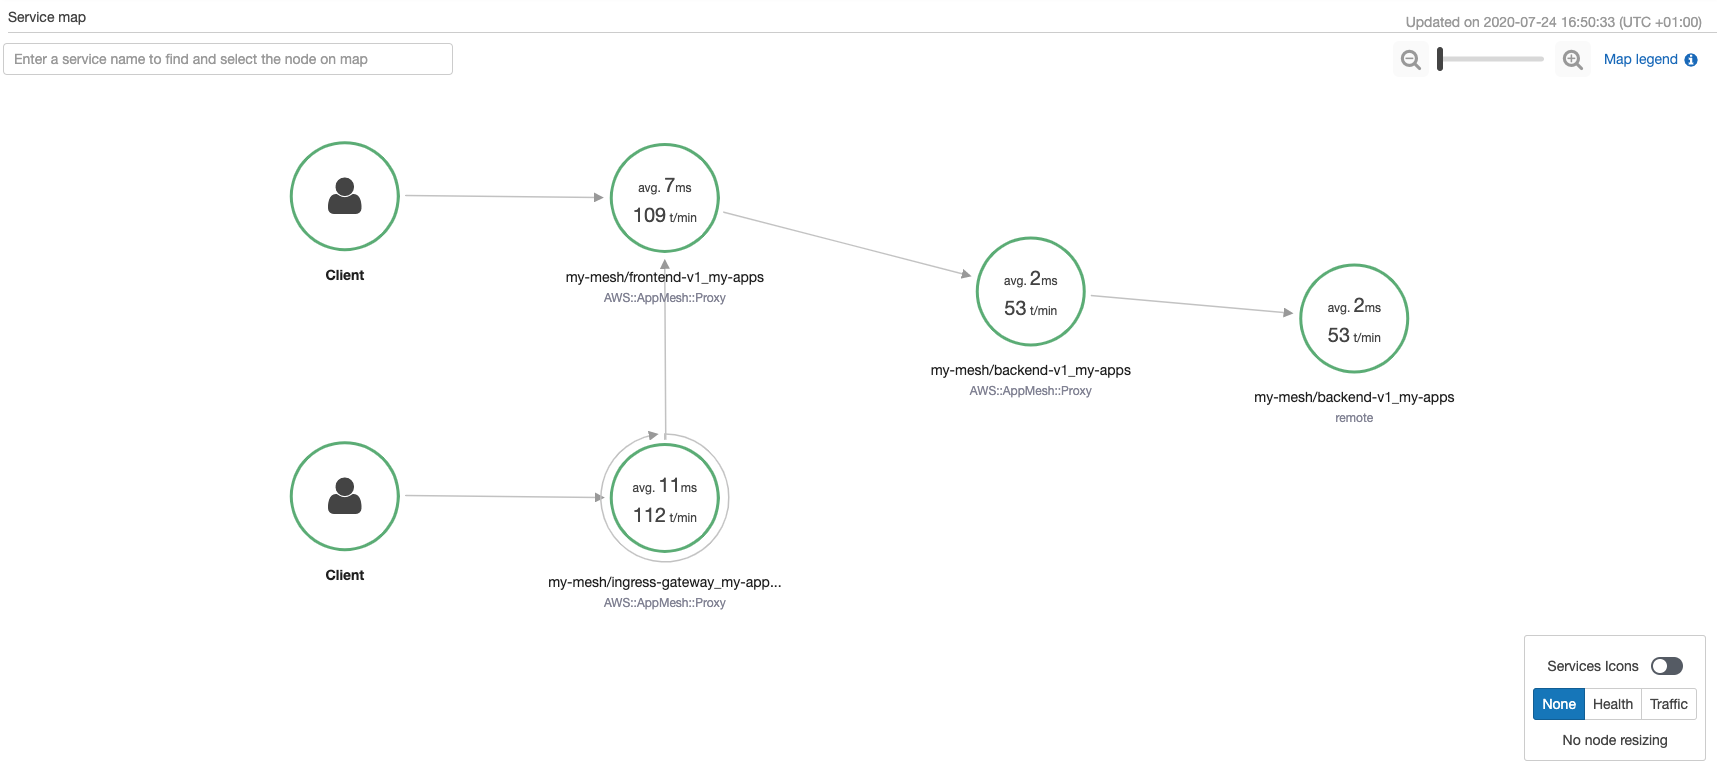 Service map
Updated on 2020-07-24 16:50:33 (UTC +01:00)
Enter a service name to find and select the node on map
Map legend
avg. 7ms
109 t/min
Client
my-mesh/frontend-v1_my-apps
AWS::AppMesh::Proxy
avg. 2ms
53 t/min
my-mesh/backend-v1_my-apps
AWS::AppMesh::Proxy
avg. 2ms
53 t/min
my-mesh/backend-v1_my-apps
remote
avg. 11ms
112 t/min
Client
my-mesh/ingress-gateway_my-app...
AWS::AppMesh::Proxy
Services Icons
None Health Traffic
No node resizing